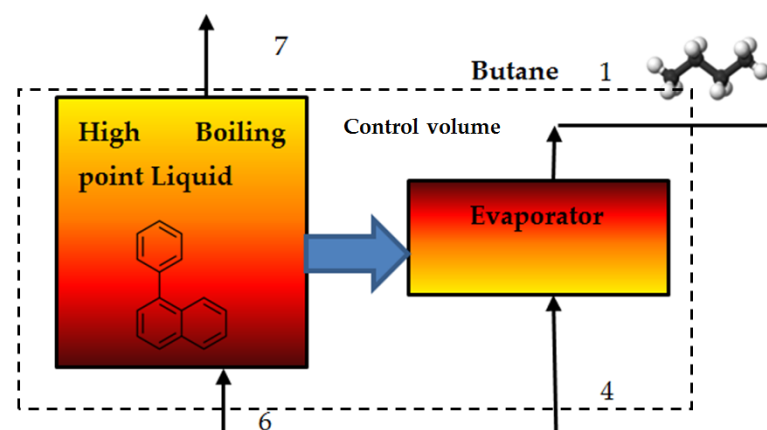 7
Butane 1
High Boiling
point Liquid
Control volume
Evaporator
4
6